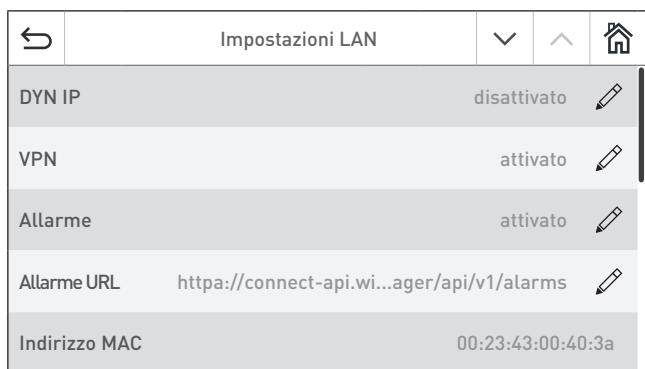 Impostazioni LAN
DYN IP disattivato
VPN attivato
Allarme attivato
Allarme URL httpa://connect-api.wi...ager/api/v1/alarms
Indirizzo MAC 00:23:43:00:40:3a